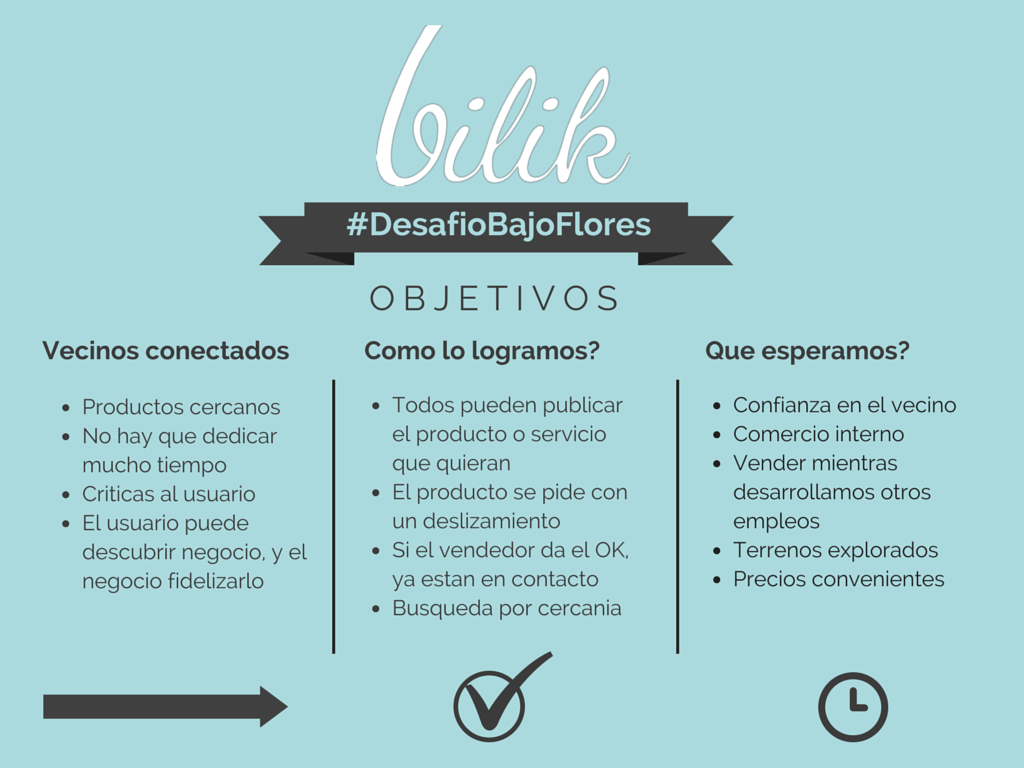 bilik
#DesafioBajoFlores
OBJETIVOS
Vecinos conectados
• Productos cercanos
• No hay que dedicar
mucho tiempo
• Criticas al usuario
• El usuario puede
descubrir negocio, y el
negocio fidelizarlo
Como lo logramos?
• Todos pueden publicar
el producto o servicio
que quieran
• El producto se pide con
un deslizamiento
• Si el vendedor da el OK,
ya estan en contacto
• Busqueda por cercania
Que esperamos?
• Confianza en el vecino
• Comercio interno
• Vender mientras
desarrollamos otros
empleos
• Terrenos explorados
• Precios convenientes